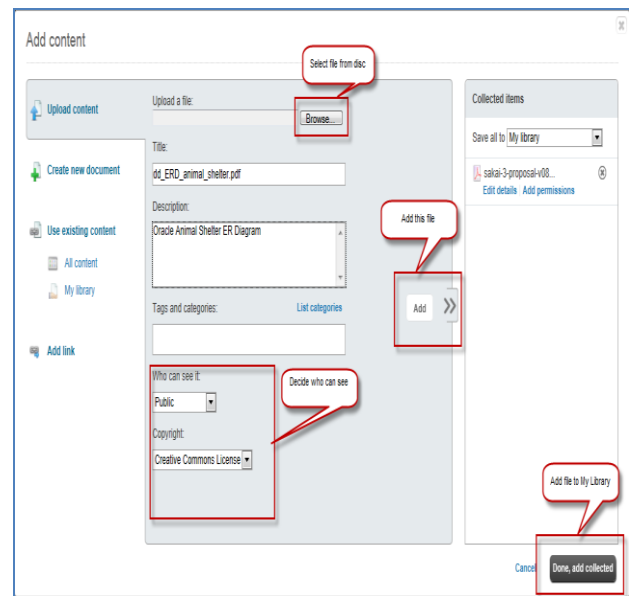 Add content
Select file from disc
Upload content
Upload a file:
Browse...
Collected items
Save all to My library
Title:
dd_ERD_animal_shelter.pdf
Create new document
sakai-3-proposal-v08...
Edit details Add permissions
Description:
Oracle Animal Shelter ER Diagram
Add this file
Use existing content
All content
My library
Add
Tags and categories:
List categories
Add link
Who can see it:
Public
Decide who can see
Copyright:
Creative Commons License
Add file to My Library
Cancel
Done, add collected